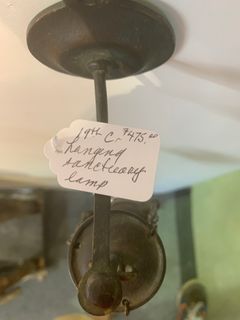 19th C. $475.00
hanging
sanctuary
lamp